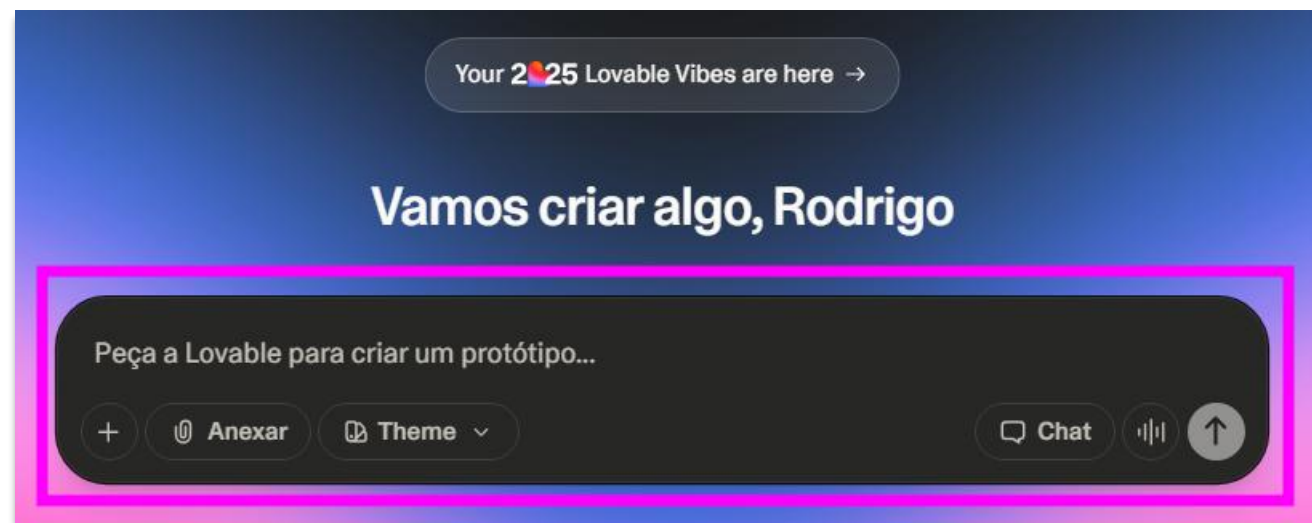 Your 2025 Lovable Vibes are here →
Vamos criar algo, Rodrigo
Peça a Lovable para criar um protótipo...
+ Anexar Theme Chat